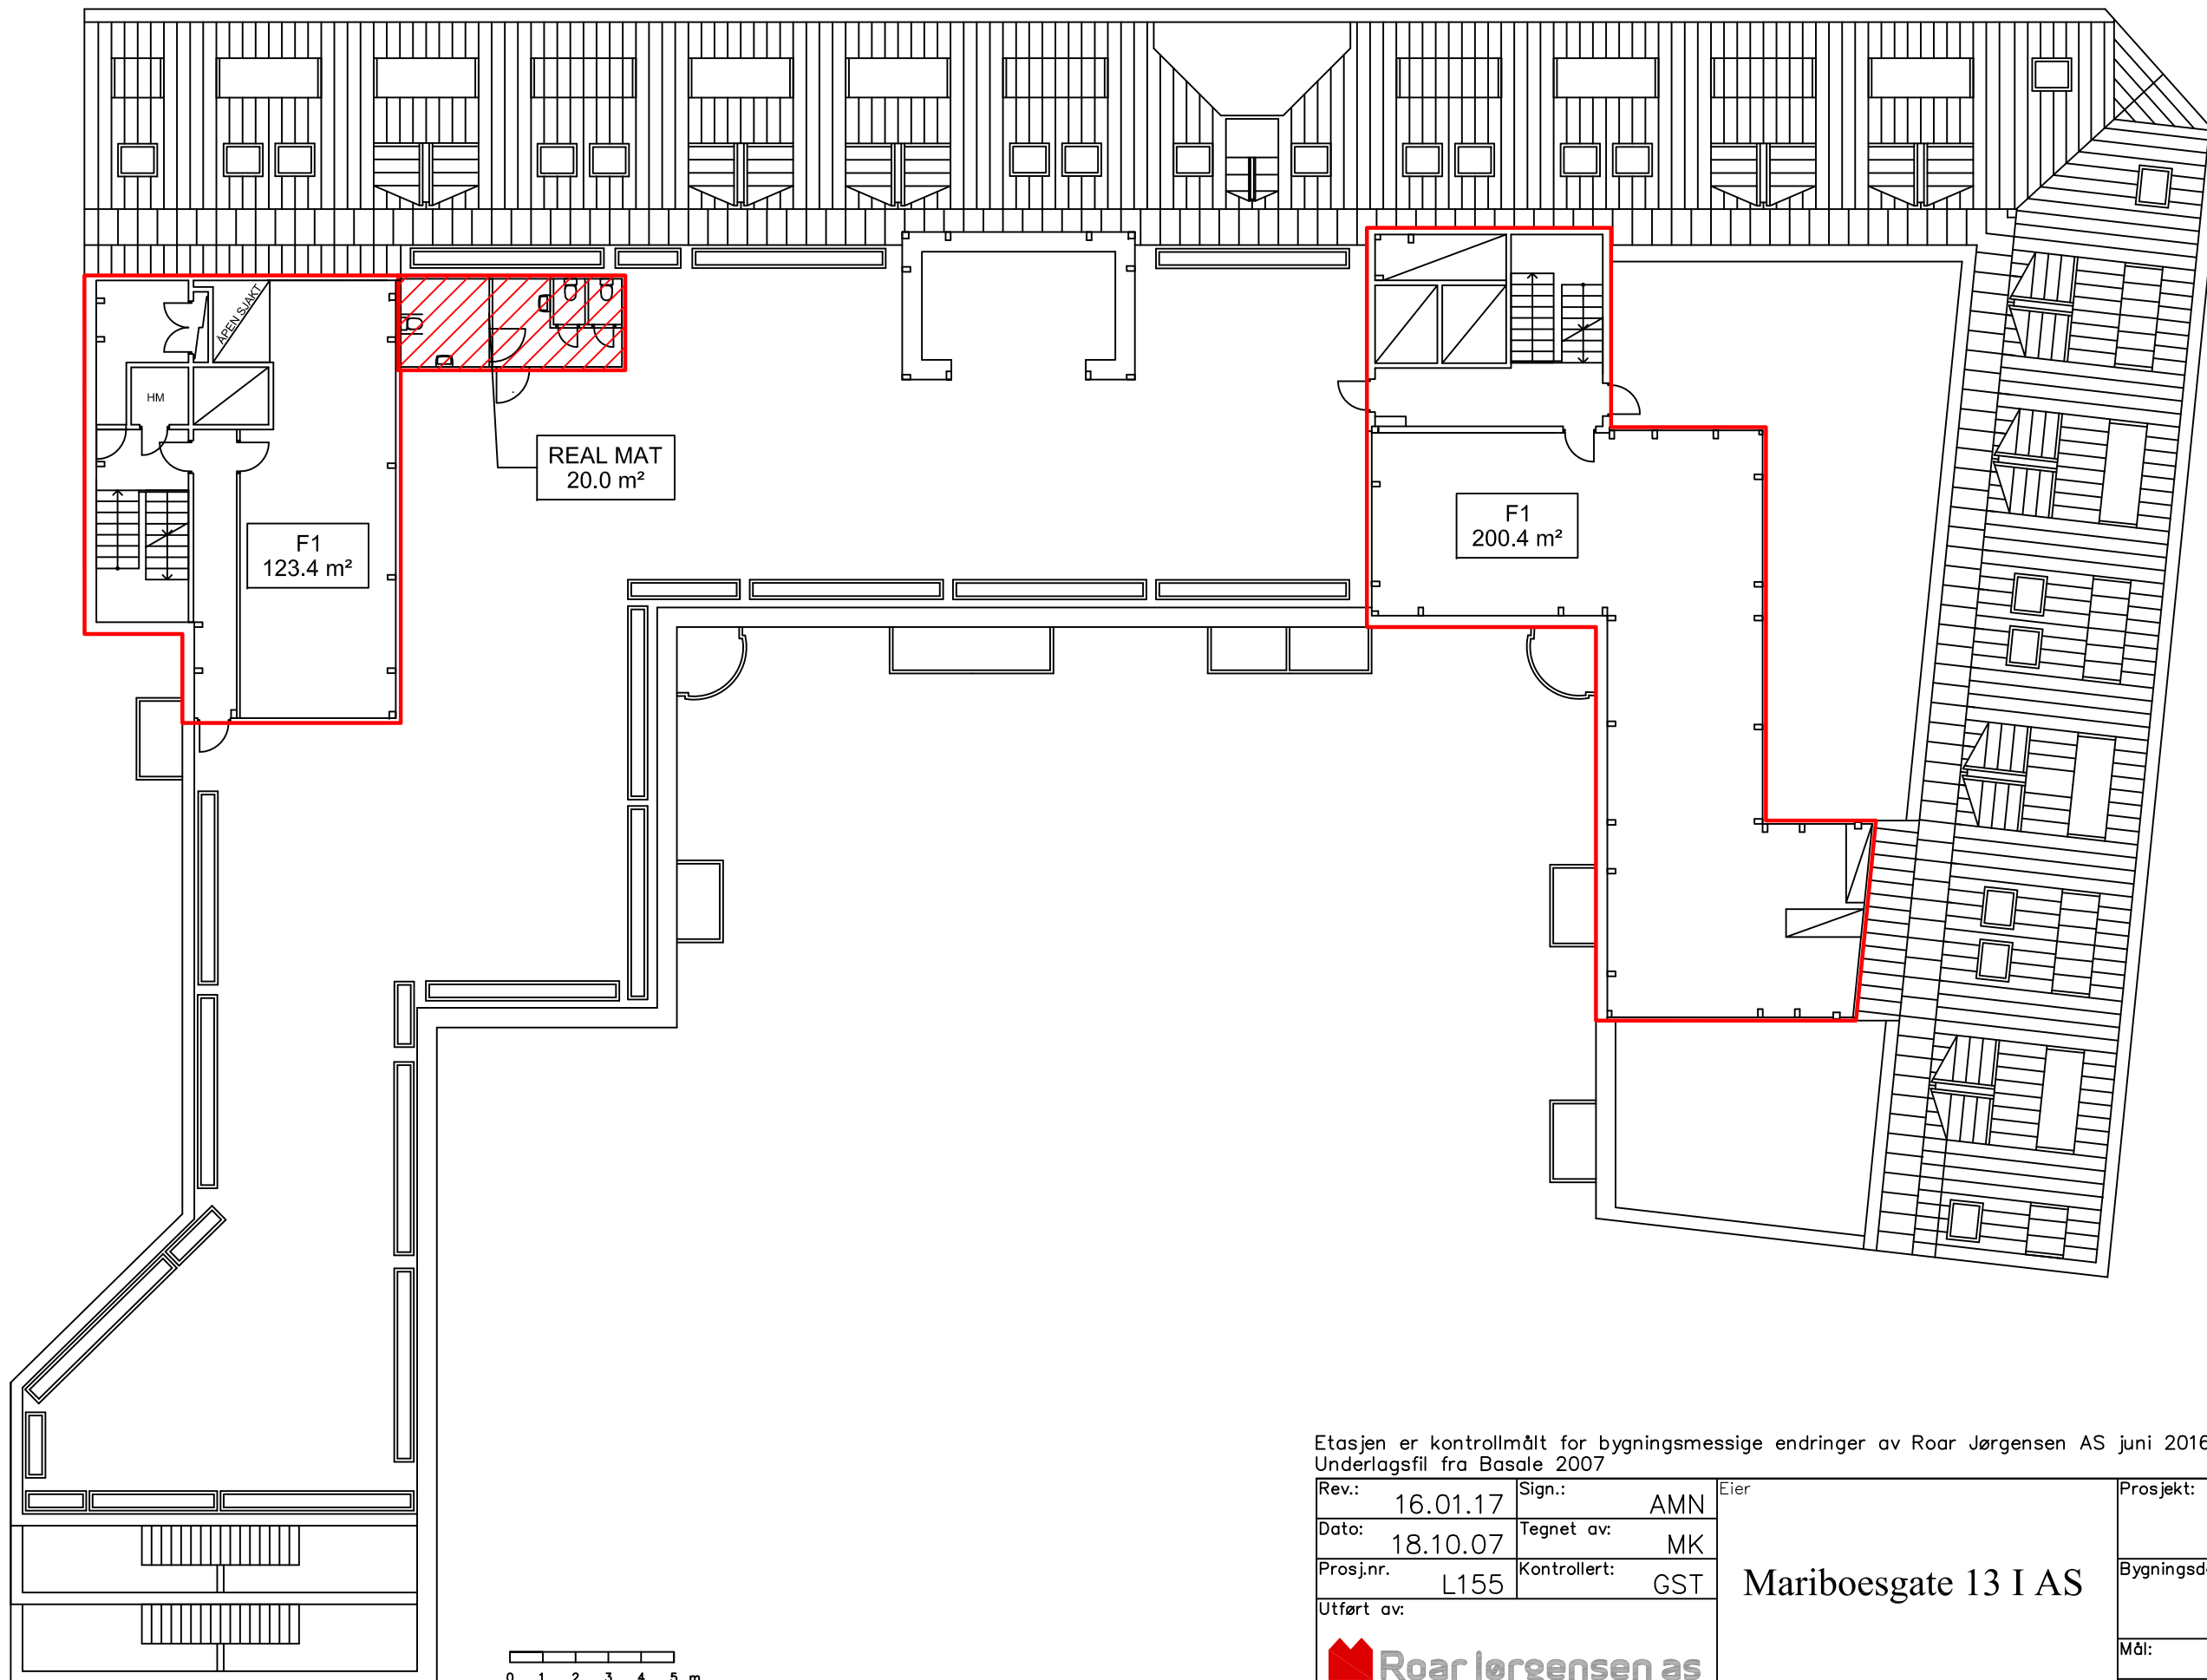 ÅPEN SJAKT
HM
REAL MAT
20.0 m²
F1
123.4 m²
F1
200.4 m²
Etasjen er kontrollmålt for bygningsmessige endringer av Roar Jørgensen AS juni 2016
Underlagsfil fra Basale 2007
Rev.: 16.01.17 Sign.: AMN Eier Prosjekt:
Dato: 18.10.07 Tegnet av: MK
Prosj.nr. L155 Kontrollert: GST Mariboesgate 13 I AS
Utført av: Mål:
Roar Jørgensen as
0 1 2 3 4 5 m